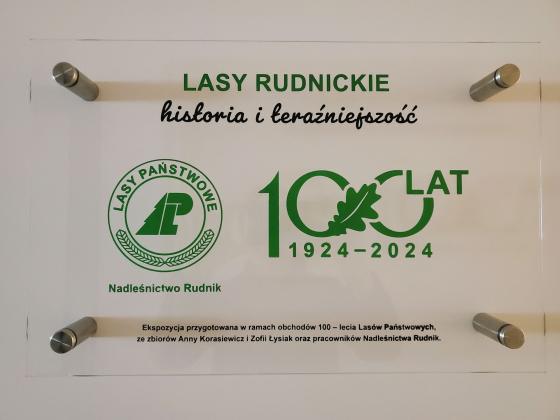 LASY RUDNICKIE
historia i teraźniejszość
LASY PAŃSTWOWE
LP
Nadleśnictwo Rudnik
100 LAT
1924–2024
Ekspozycja przygotowana w ramach obchodów 100 – lecia Lasów Państwowych,
ze zbiorów Anny Korasiewicz i Zofii Łysiak oraz pracowników Nadleśnictwa Rudnik.